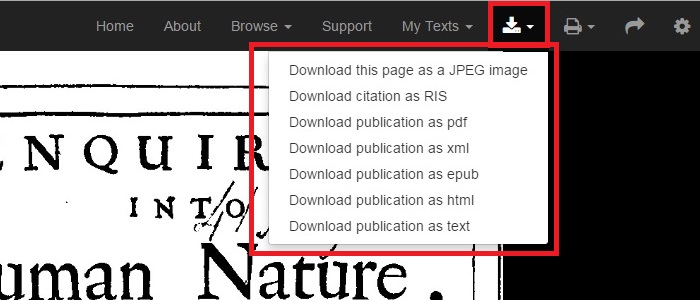 Home About Browse Support My Texts
Download this page as a JPEG image
Download citation as RIS
Download publication as pdf
Download publication as xml
Download publication as epub
Download publication as html
Download publication as text
NQUIR
INTO
uman Nature,